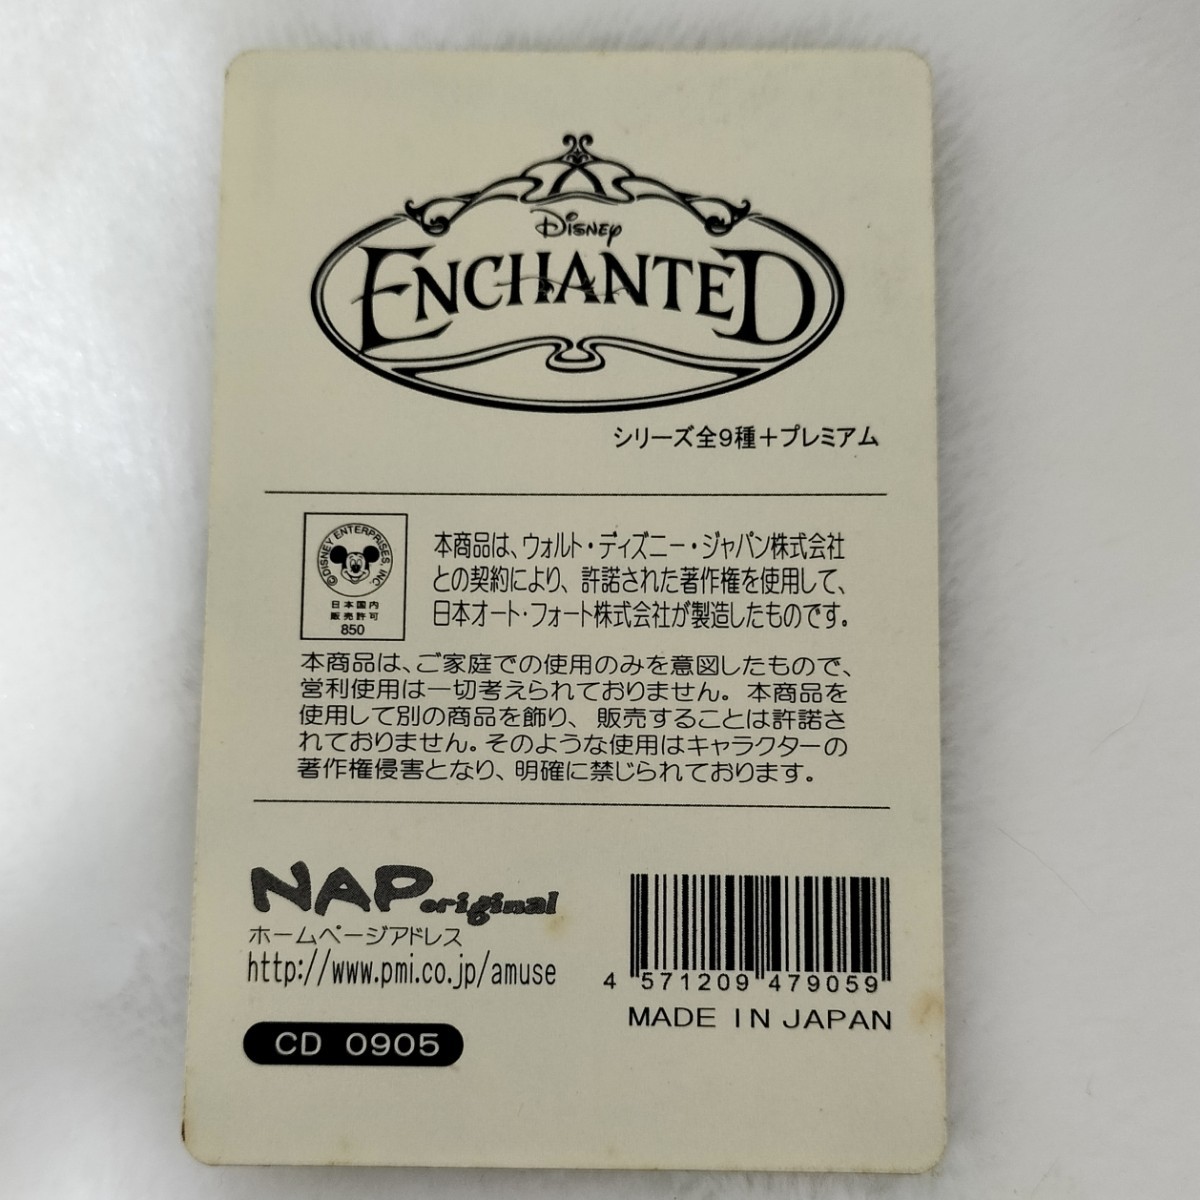 Disney
ENCHANTED
シリーズ全9種＋プレミアム
©DISNEY ENTERPRISES, INC
日本国内
販売許可
850
本商品は、ウォルト・ディズニー・ジャパン株式会社
との契約により、許諾された著作権を使用して、
日本オート・フォート株式会社が製造したものです。
本商品は、ご家庭での使用のみを意図したもので、
営利使用は一切考えられておりません。本商品を
使用して別の商品を飾り、販売することは許諾さ
れておりません。そのような使用はキャラクターの
著作権侵害となり、明確に禁じられております。
NAP original
ホームページアドレス
http://www.pmi.co.jp/amuse
CD 0905
4 571209 479059
MADE IN JAPAN